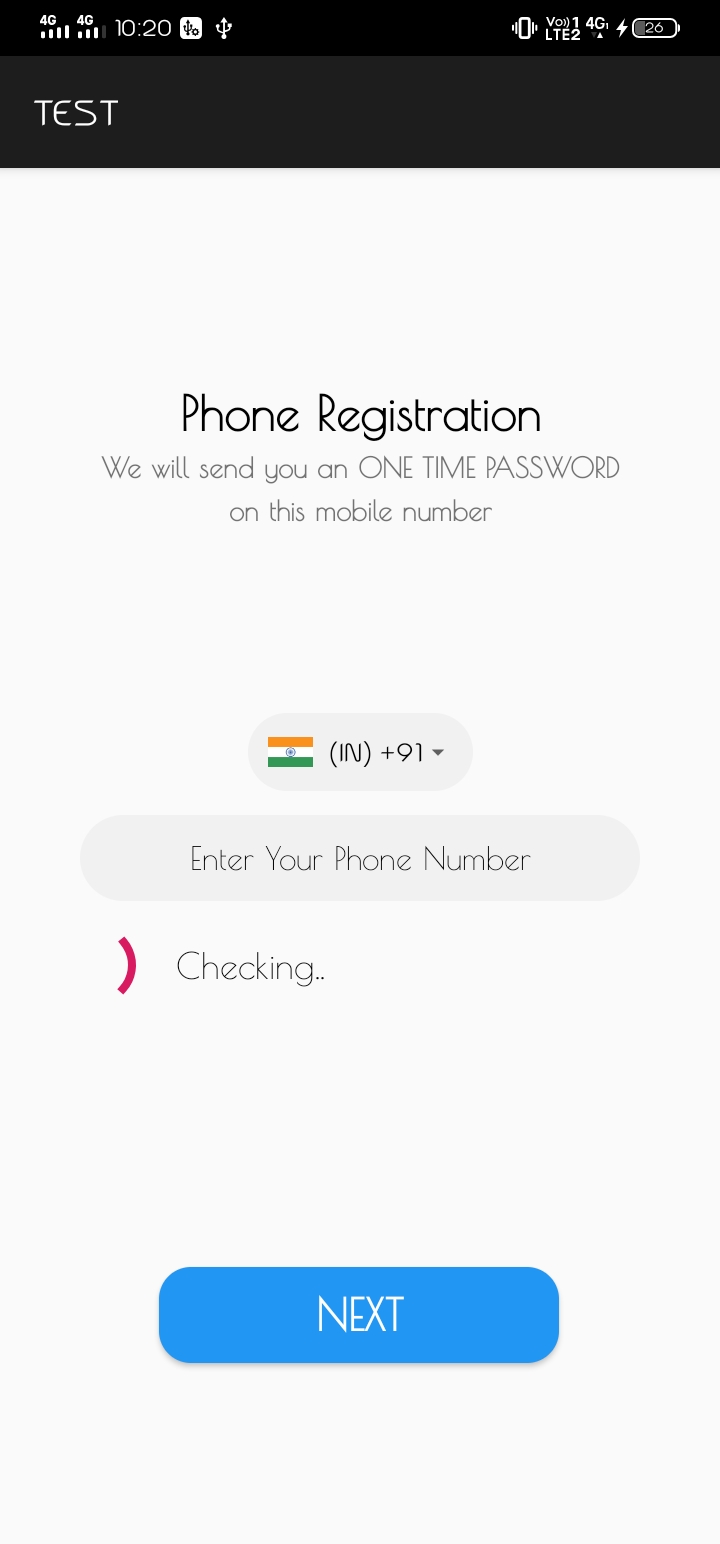 4G 4G 10:20 Vo)) 1 LTE2 4G 26
TEST
Phone Registration
We will send you an ONE TIME PASSWORD
on this mobile number
(IN) +91
Enter Your Phone Number
Checking..
NEXT